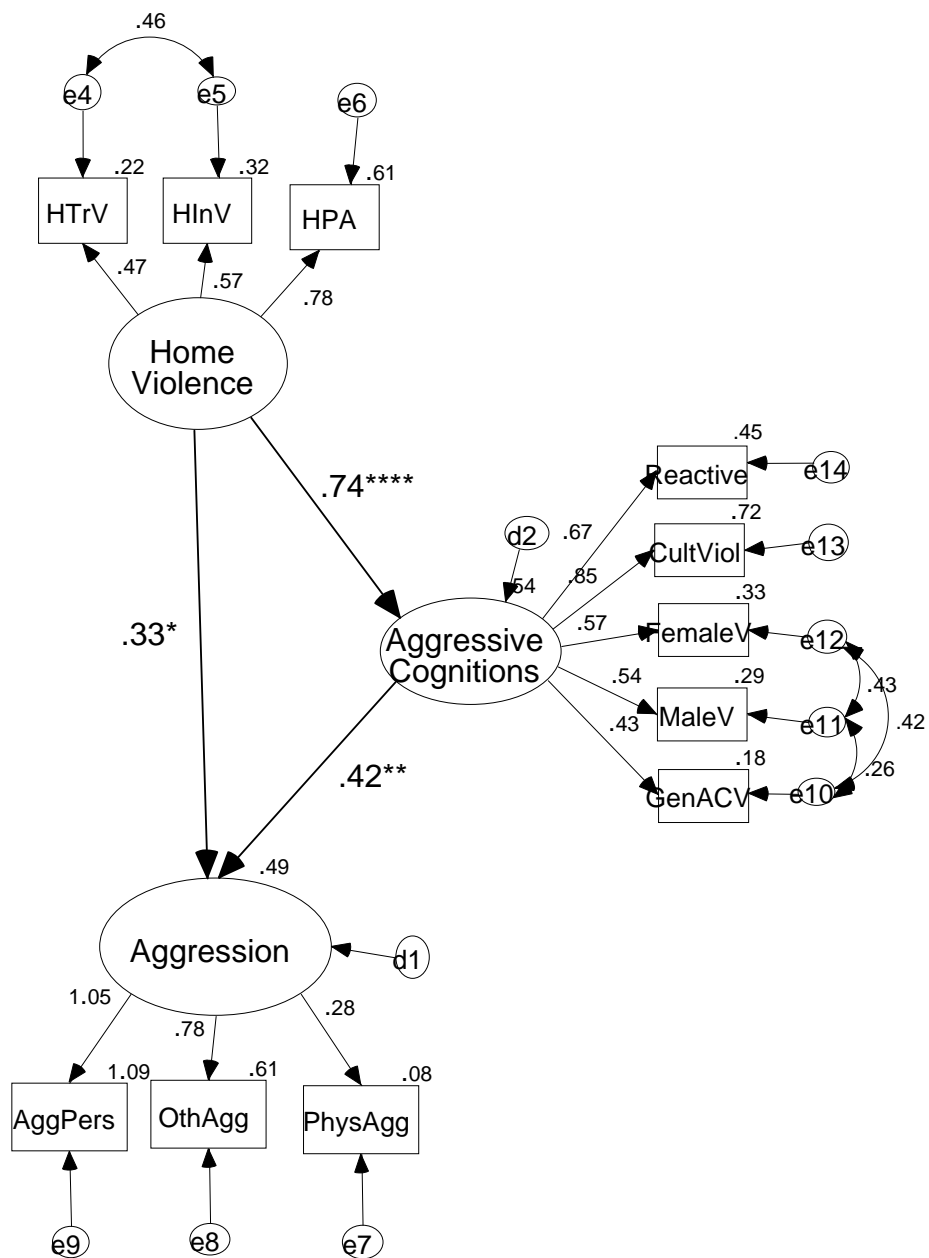 .46
e4
e5
e6
.22
.32
.61
HTrV
HInV
HPA
.47
.57
.78
Home
Violence
.74****
.33*
.45
Reactive
e14
.67
.72
d2
CultViol
e13
.54
.85
.33
.57
FemaleV
e12
Aggressive
Cognitions
.54
.29
.43
MaleV
e11
.42
.43
.18
.26
GenACV
e10
.42**
.49
Aggression
d1
1.05
.78
.28
1.09
.61
.08
AggPers
OthAgg
PhysAgg
e9
e8
e7